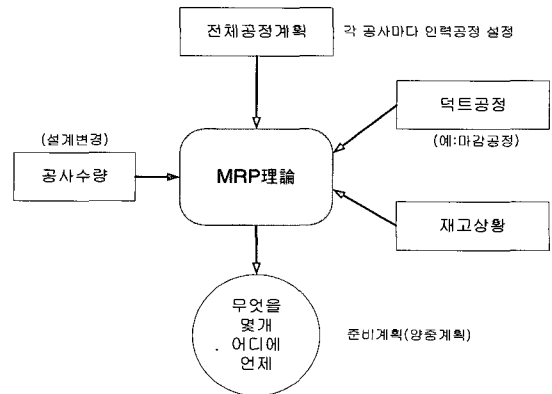 전체공정계획
각 공사마다 인력공정 설정
덕트공정
(예:마감공정)
(설계변경)
공사수량
MRP理論
재고상황
무엇을
몇개
어디에
언제
준비계획(양중계획)